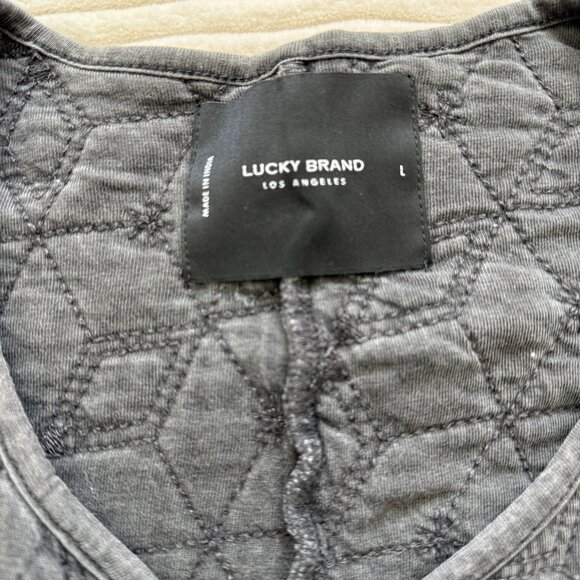 LUCKY BRAND
LOS ANGELES
MADE IN INDIA
L